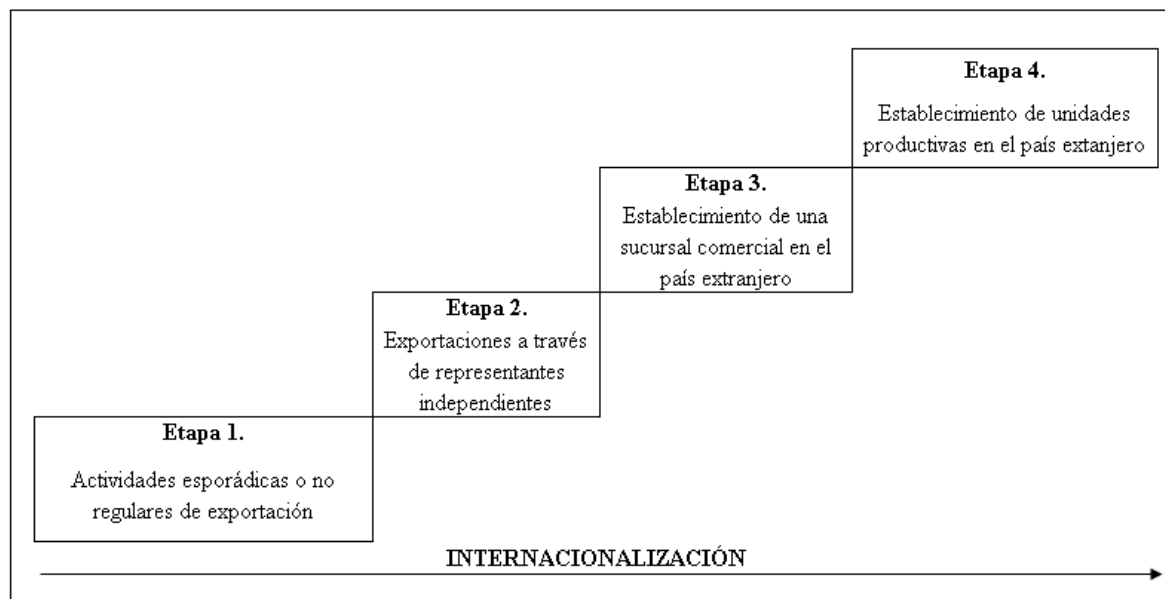 Etapa 4.
Establecimiento de unidades
productivas en el país extanjero
Etapa 3.
Establecimiento de una
sucursal comercial en el
país extranjero
Etapa 2.
Exportaciones a través
de representantes
independientes
Etapa 1.
Actividades esporádicas o no
regulares de exportación
INTERNACIONALIZACIÓN